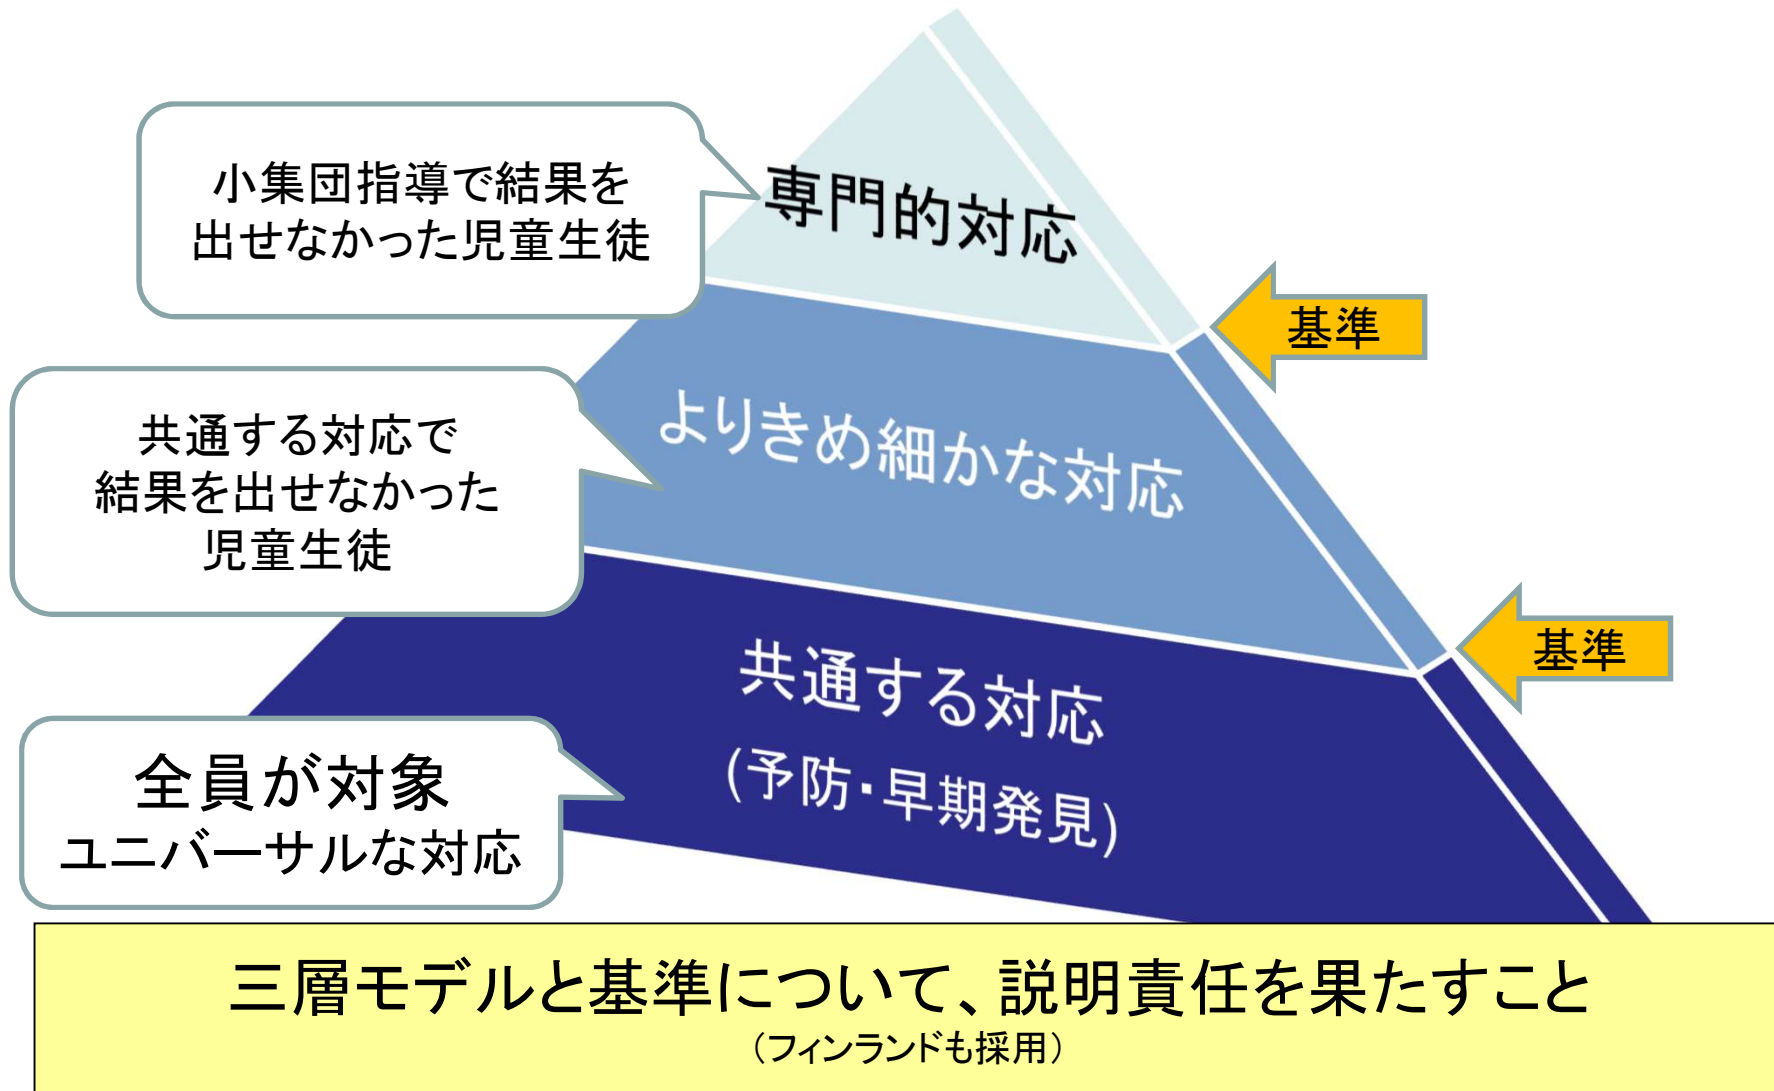 小集団指導で結果を
出せなかった児童生徒
専門的対応
基準
共通する対応で
結果を出せなかった
児童生徒
よりきめ細かな対応
基準
全員が対象
ユニバーサルな対応
共通する対応
(予防・早期発見)
三層モデルと基準について、説明責任を果たすこと
（フィンランドも採用）